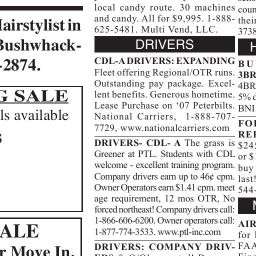 local candy route. 30 machines
and candy. All for $9,995. 1-888-
625-5481. Multi Vend, LLC.
Hairstylist in
Bushwhack-
-2874.
G SALE
ls available
ALE
r Move In.
DRIVERS
CDL-A DRIVERS: EXPANDING
Fleet offering Regional/OTR runs.
Outstanding pay package. Excel-
lent benefits. Generous hometime.
Lease Purchase on '07 Peterbilts.
National Carriers, 1-888-707-
7729, www.nationalcarriers.com
DRIVERS- CDL- A The grass is
Greener at PTL. Students with CDL
welcome - excellent training program.
Company drivers earn up to 46¢ cpm.
Owner Operators earn $1.41 cpm. meet
age requirement, 12 mos OTR, No
forced northeast! Company drivers call:
1-866-606-6200. Owner operators call:
1-877-774-3533. www.ptl-inc.com
DRIVERS: COMPANY DRIV-
coun
their
3738
H
BU
3BR
4BR
5% d
BNI
FO
$245
or $
buy
last!
544-
M
AIR
for
FAA